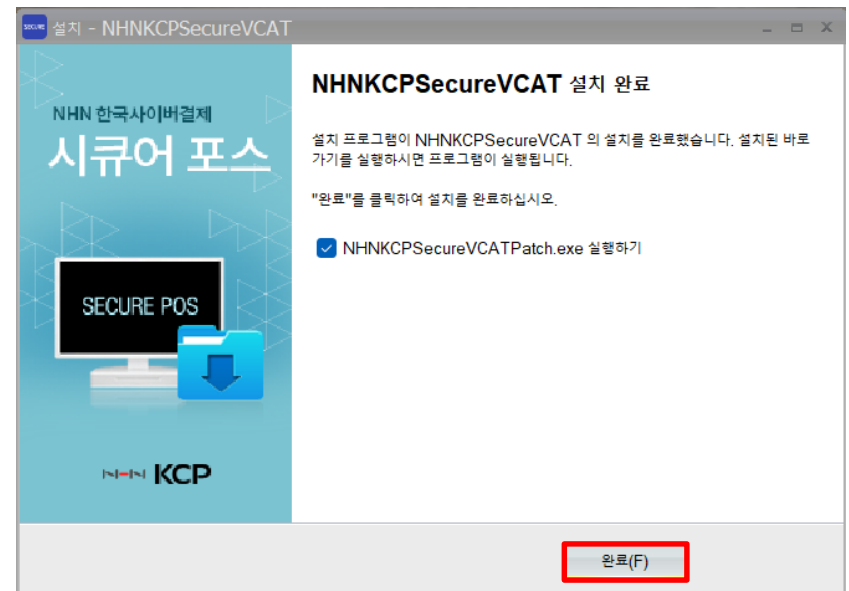 SECURE 설치 - NHNKCPSecureVCAT
NHN 한국사이버결제
시큐어 포스
SECURE POS
NHN KCP
NHNKCPSecureVCAT 설치 완료
설치 프로그램이 NHNKCPSecureVCAT 의 설치를 완료했습니다. 설치된 바로
가기를 실행하시면 프로그램이 실행됩니다.
"완료"를 클릭하여 설치를 완료하십시오.
NHNKCPSecureVCATPatch.exe 실행하기
완료(F)